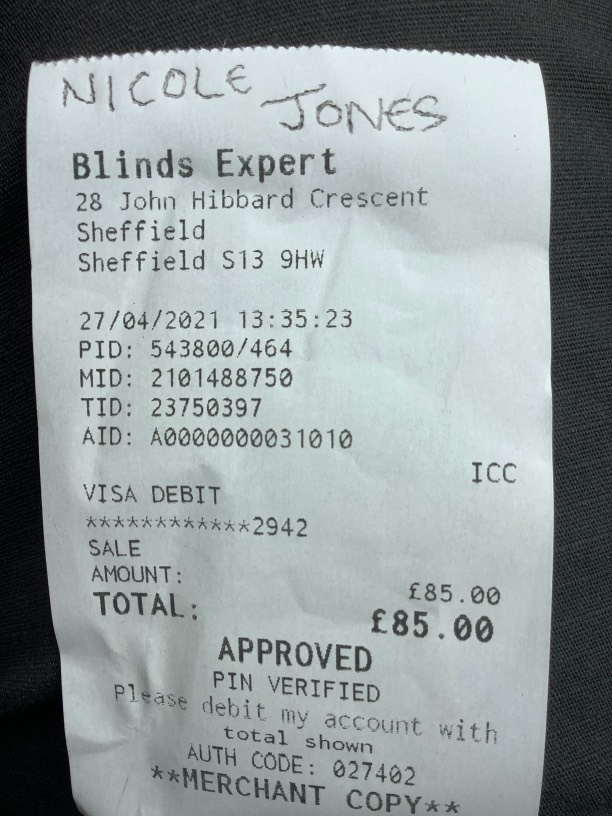 NICOLE JONES
Blinds Expert
28 John Hibbard Crescent
Sheffield
Sheffield S13 9HW
27/04/2021 13:35:23
PID: 543800/464
MID: 2101488750
TID: 23750397
AID: A0000000031010
ICC
VISA DEBIT
************2942
SALE
AMOUNT: £85.00
TOTAL: £85.00
APPROVED
PIN VERIFIED
Please debit my account with
total shown
AUTH CODE: 027402
**MERCHANT COPY**